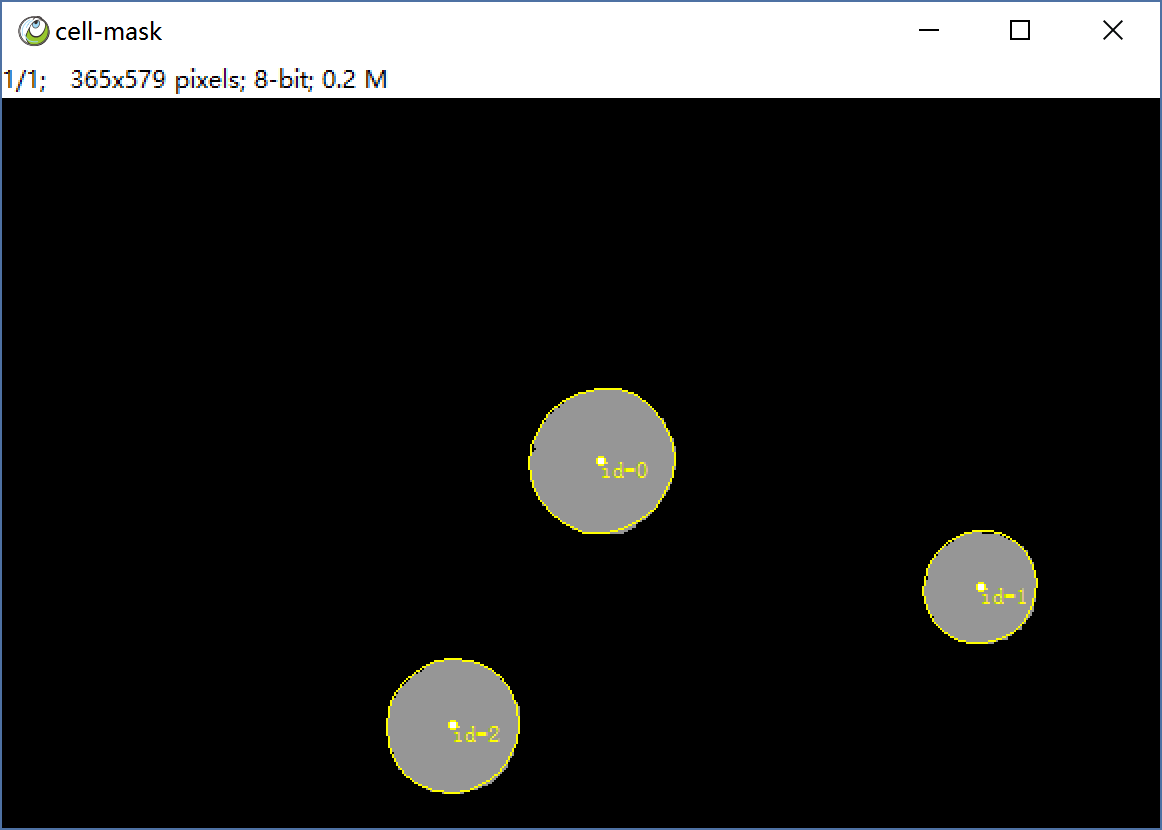 cell-mask
1/1;   365x579 pixels; 8-bit; 0.2 M
id=0
id=1
id=2